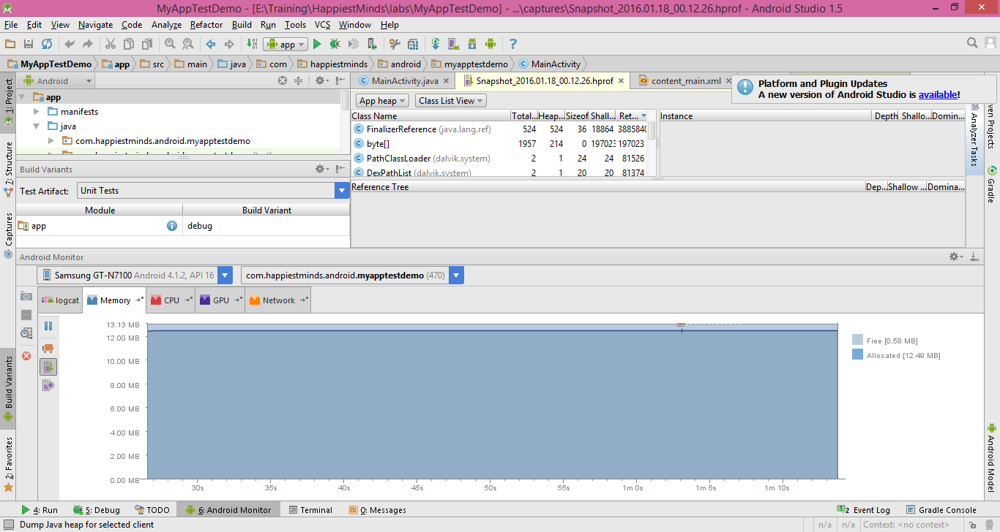 MyAppTestDemo - [E:\Training\HappiestMinds\labs\MyAppTestDemo] - ...\captures\Snapshot_2016.01.18_00.12.26.hprof - Android Studio 1.5
File Edit View Navigate Code Analyze Refactor Build Run Tools VCS Window Help
app
MyAppTestDemo app src main java com happiestminds android myapptestdemo MainActivity
1: Project
Android
MainActivity.java Snapshot_2016.01.18_00.12.26.hprof content_main.xml
Platform and Plugin Updates
A new version of Android Studio is available!
app
manifests
java
com.happiestminds.android.myapptestdemo
App heap Class List View
Class Name Total... Heap... Sizeof Shall... Ret... Instance Depth Shallo... Domin...
FinalizerReference (java.lang.ref) 524 524 36 18864 388584
byte[] 1957 214 0 19702 197023
PathClassLoader (dalvik.system) 2 1 24 24 81526
DexPathList (dalvik.system) 2 1 20 20 81374
Reference Tree Dep... Shallow ... Domina...
Analyzer Tasks
ven Projects
Gradle
7: Structure
Captures
Build Variants
Test Artifact: Unit Tests
Module Build Variant
app debug
Android Monitor
Samsung GT-N7100 Android 4.1.2, API 16 com.happiestminds.android.myapptestdemo (470)
logcat Memory CPU GPU Network
13.13 MB
12.00 MB
10.00 MB
8.00 MB
6.00 MB
4.00 MB
2.00 MB
0.00 MB
30s 35s 40s 45s 50s 55s 1m 0s 1m 5s 1m 10s
Free [0.58 MB]
Allocated [12.49 MB]
Build Variants
2: Favorites
Android Model
4: Run 5: Debug TODO 6: Android Monitor Terminal 0: Messages 2 Event Log Gradle Console
Dump Java heap for selected client n/a n/a Context: <no context>